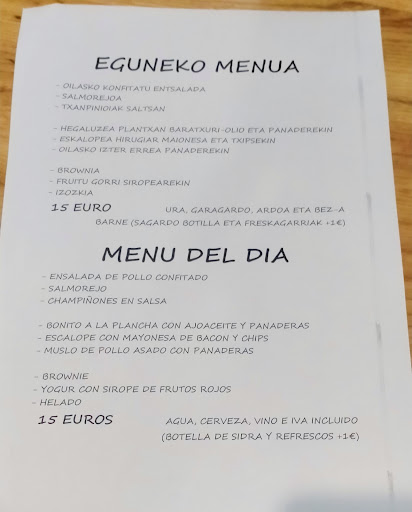 EGUNEKO MENUA
- OILASKO KONFITATU ENTSALADA
- SALMOREJOA
- TXANPINIOIAK SALTSAN
- HEGALUZEA PLANTXAN BARATXURI-OLIO ETA PANADEREKIN
- ESKALOPEA HIRUGIAR MAIONESA ETA TXIPSEKIN
- OILASKO IZTER ERREA PANADEREKIN
- BROWNIA
- FRUITU GORRI SIROPEAREKIN
- IZOZKIA
15 EURO URA, GARAGARDO, ARDOA ETA BEZ-A
BARNE (SAGARDO BOTILLA ETA FRESKAGARRIAK +1€)
MENU DEL DIA
- ENSALADA DE POLLO CONFITADO
- SALMOREJO
- CHAMPIÑONES EN SALSA
- BONITO A LA PLANCHA CON AJOACEITE Y PANADERAS
- ESCALOPE CON MAYONESA DE BACON Y CHIPS
- MUSLO DE POLLO ASADO CON PANADERAS
- BROWNIE
- YOGUR CON SIROPE DE FRUTOS ROJOS
- HELADO
15 EUROS AGUA, CERVEZA, VINO E IVA INCLUIDO
(BOTELLA DE SIDRA Y REFRESCOS +1€)